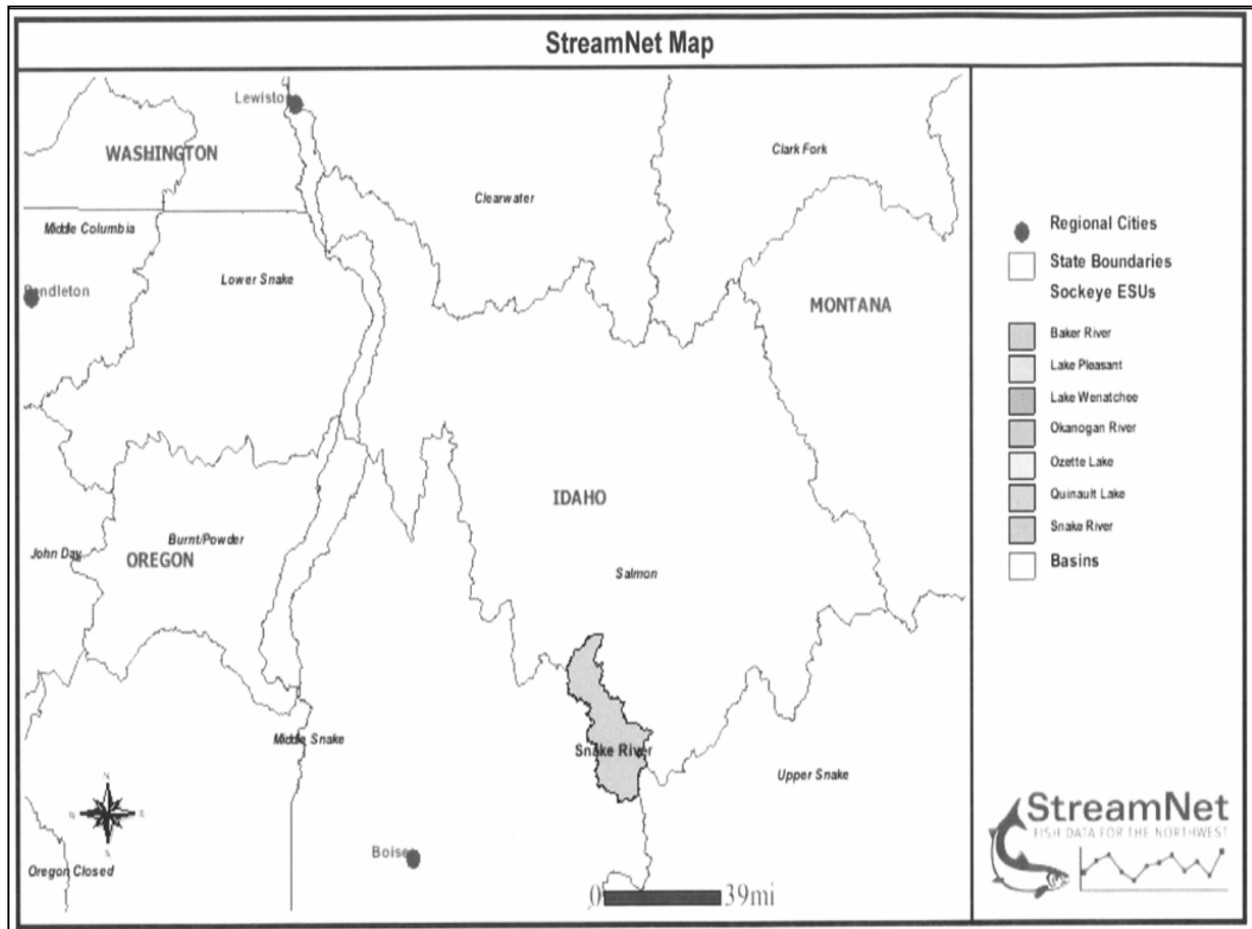 StreamNet Map
Lewiston
WASHINGTON
Clark Fork
Clearwater
Middle Columbia
Lower Snake
Pendleton
MONTANA
IDAHO
John Day
Burnt/Powder
OREGON
Salmon
Middle Snake
Snake River
Upper Snake
Boise
Oregon Closed
N
E
0 39mi
Regional Cities
State Boundaries
Sockeye ESUs
Baker River
Lake Pleasant
Lake Wenatchee
Okanogan River
Ozette Lake
Quinault Lake
Snake River
Basins
StreamNet
FISH DATA FOR THE NORTHWEST